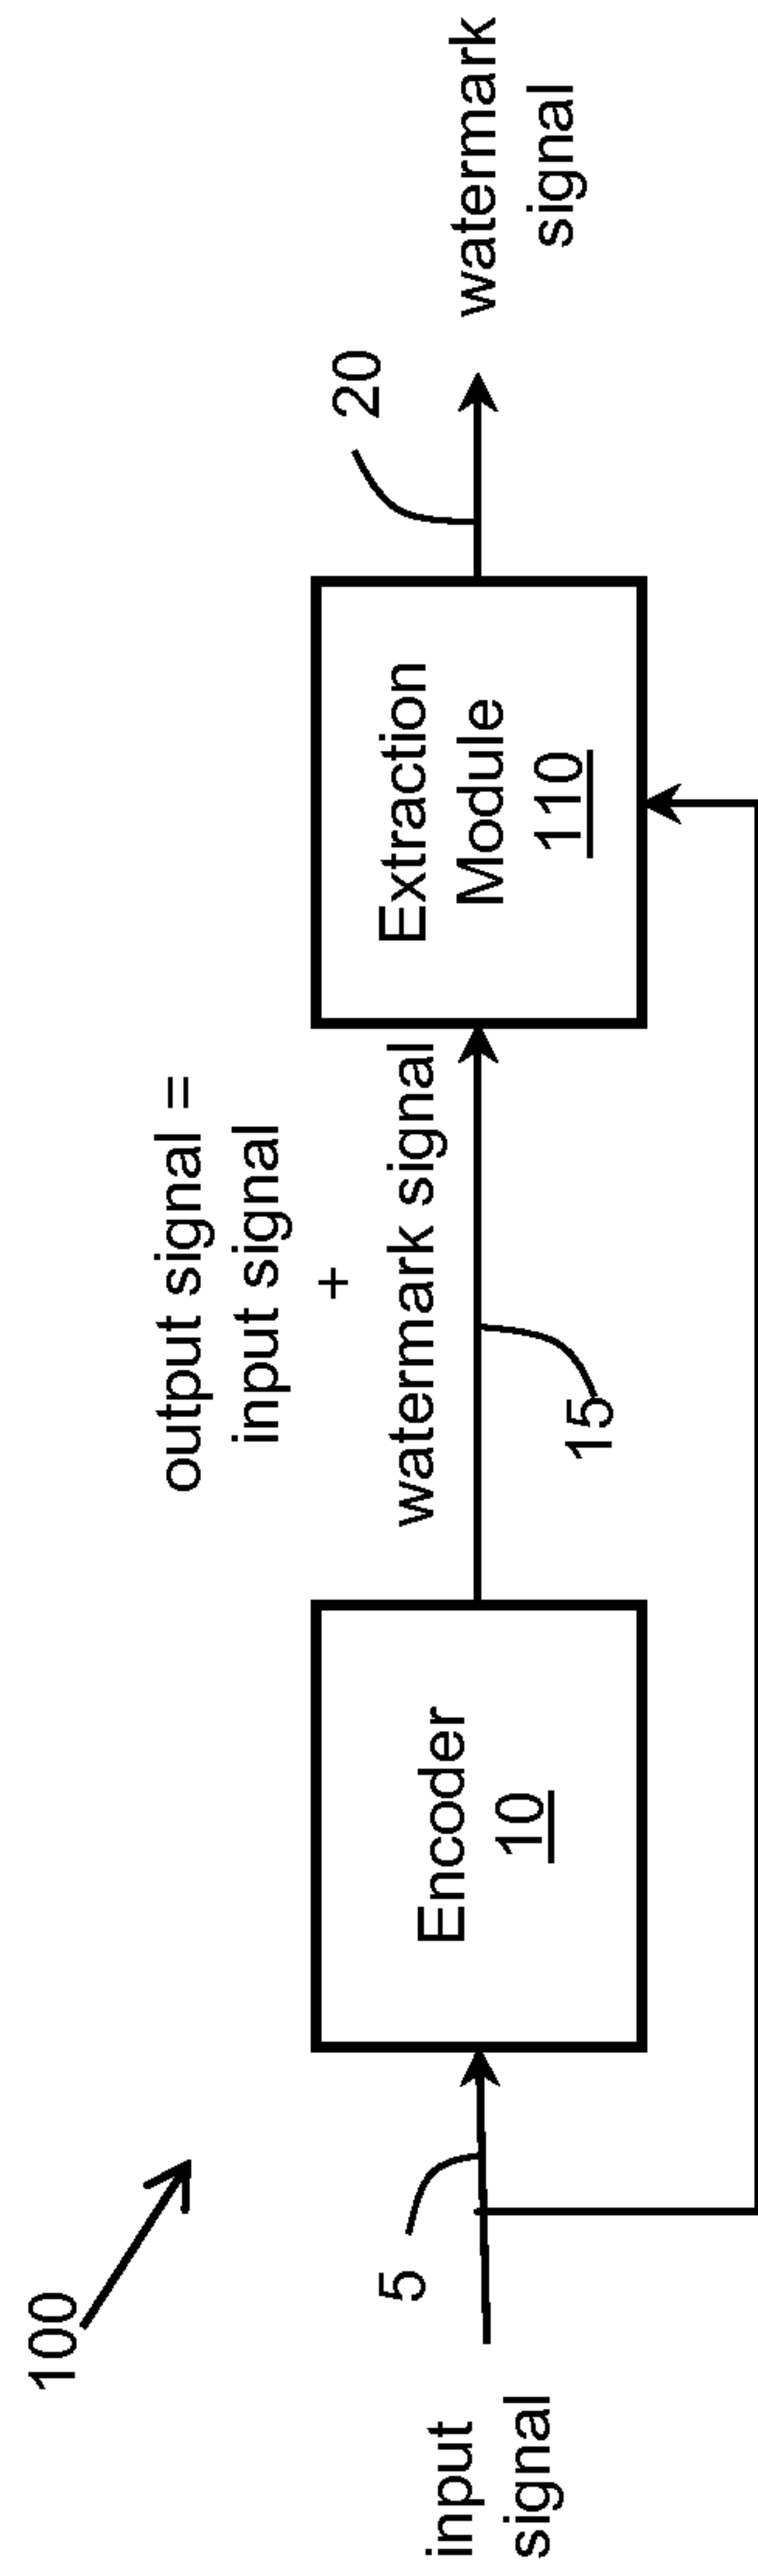 100
input
signal
5
Encoder
10
output signal =
input signal
+
watermark signal
15
Extraction
Module
110
20
watermark
signal